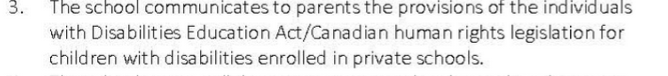 3. The school communicates to parents the provisions of the individuals
with Disabilities Education Act/Canadian human rights legislation for
children with disabilities enrolled in private schools.